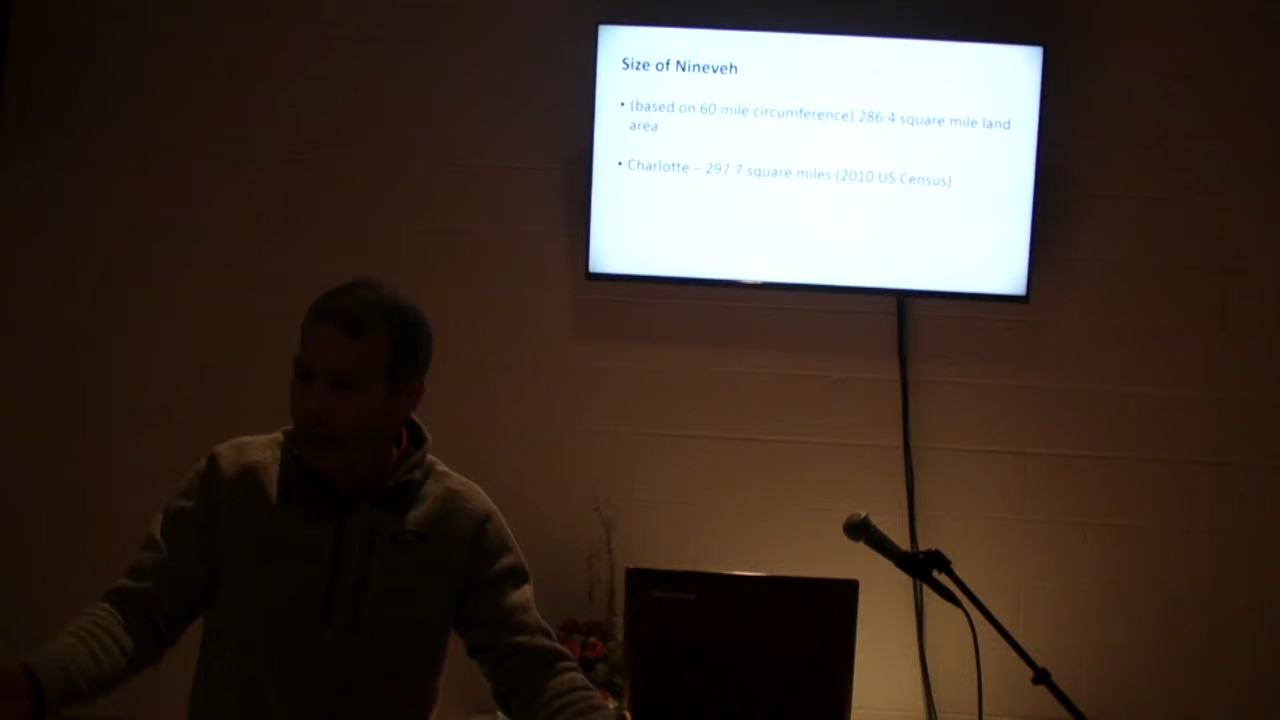 Size of Nineveh
• (based on 60 mile circumference) 286.4 square mile land
area
• Charlotte – 297.7 square miles (2010 US Census)